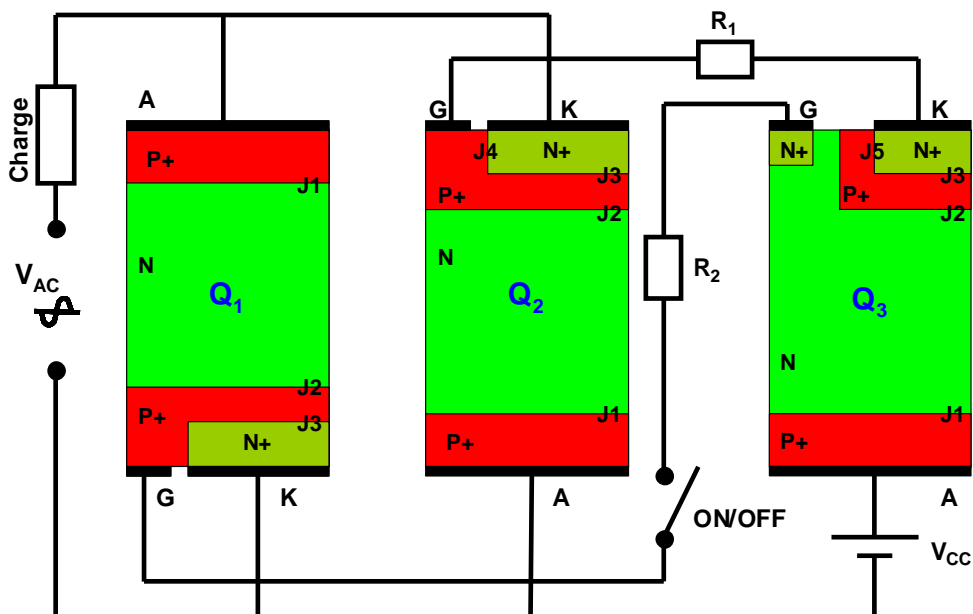 R1
A
G
K
G
K
Charge
P+
J4
N+
N+
J5
N+
J1
J3
J3
P+
P+
J2
J2
N
N
VAC
R2
Q1
Q2
Q3
N
J2
P+
J3
J1
J1
N+
P+
P+
G
K
A
A
ON/OFF
VCC